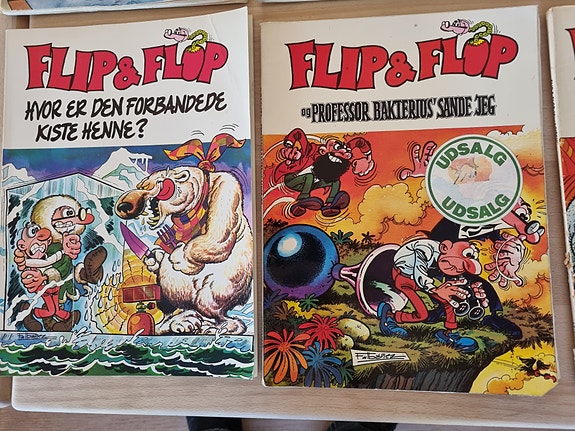 FLIP & FLOP
HVOR ER DEN FORBANDEDE
KISTE HENNE?
FLIP & FLOP
og PROFESSOR BAKTERIUS' SANDE JEG
UDSALG
UDSALG